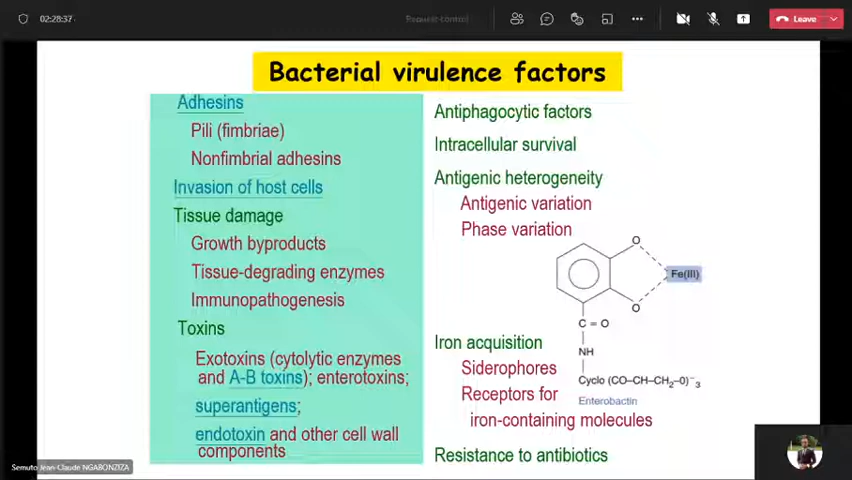 02:28:37
Request control
Leave
Bacterial virulence factors
Adhesins
Pili (fimbriae)
Nonfimbrial adhesins
Invasion of host cells
Tissue damage
Growth byproducts
Tissue-degrading enzymes
Immunopathogenesis
Toxins
Exotoxins (cytolytic enzymes
and A-B toxins); enterotoxins;
superantigens;
endotoxin and other cell wall
components
Antiphagocytic factors
Intracellular survival
Antigenic heterogeneity
Antigenic variation
Phase variation
Iron acquisition
Siderophores
Receptors for
iron-containing molecules
Resistance to antibiotics
O
Fe(III)
O
C = O
NH
Cyclo (CO–CH–CH₂–0)⁻₃
Enterobactin
Semuto Jean-Claude NGABONZIZA